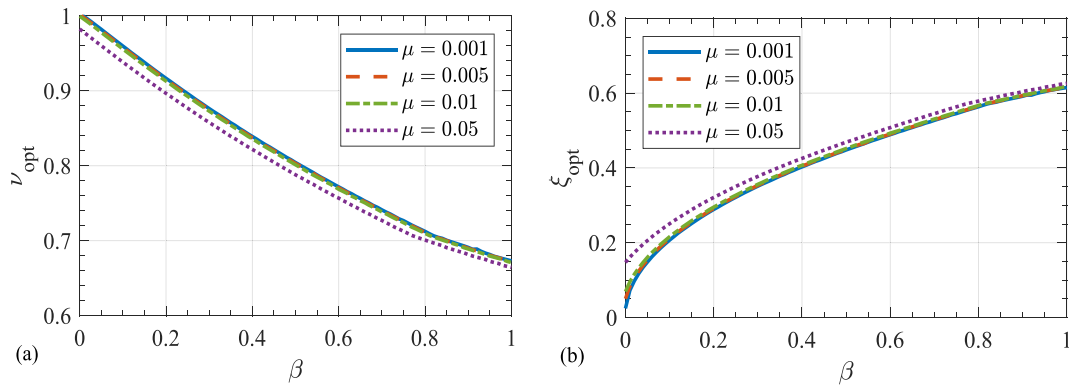 1
0.9
0.8
0.7
0.6
0 0.2 0.4 0.6 0.8 1
ν_opt
β
(a)
μ = 0.001
μ = 0.005
μ = 0.01
μ = 0.05
0.8
0.6
0.4
0.2
0
0 0.2 0.4 0.6 0.8 1
ξ_opt
β
(b)
μ = 0.001
μ = 0.005
μ = 0.01
μ = 0.05